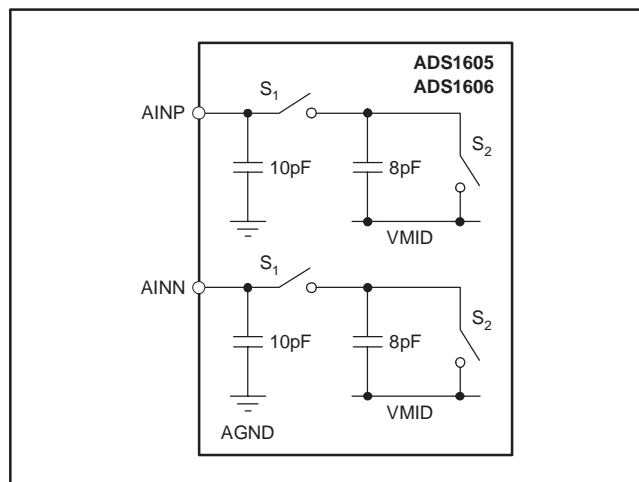 ADS1605
ADS1606
S1
AINP
S2
10pF
8pF
VMID
S1
AINN
S2
10pF
8pF
VMID
AGND